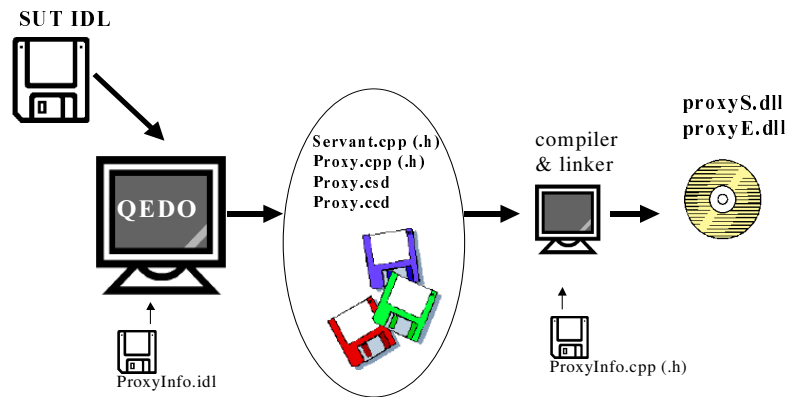 SUT IDL
QEDO
ProxyInfo.idl
Servant.cpp (.h)
Proxy.cpp (.h)
Proxy.csd
Proxy.ccd
compiler
& linker
ProxyInfo.cpp (.h)
proxyS.dll
proxyE.dll